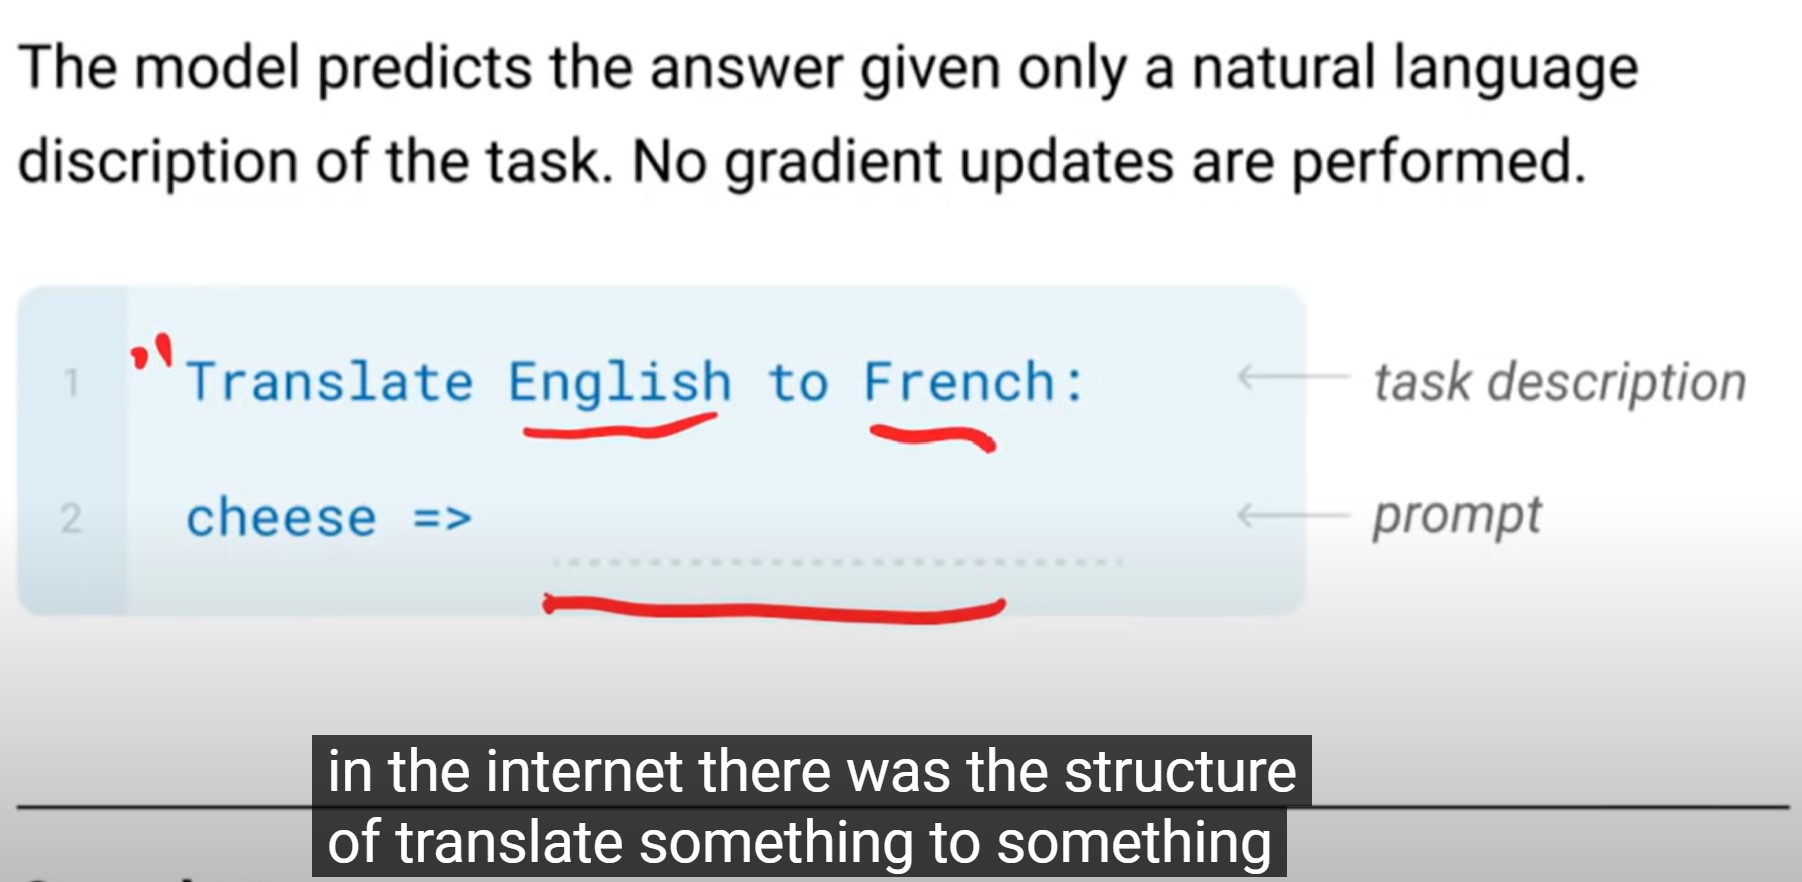 The model predicts the answer given only a natural language
discription of the task. No gradient updates are performed.
1 "Translate English to French: ← task description
2 cheese => ← prompt
in the internet there was the structure
of translate something to something